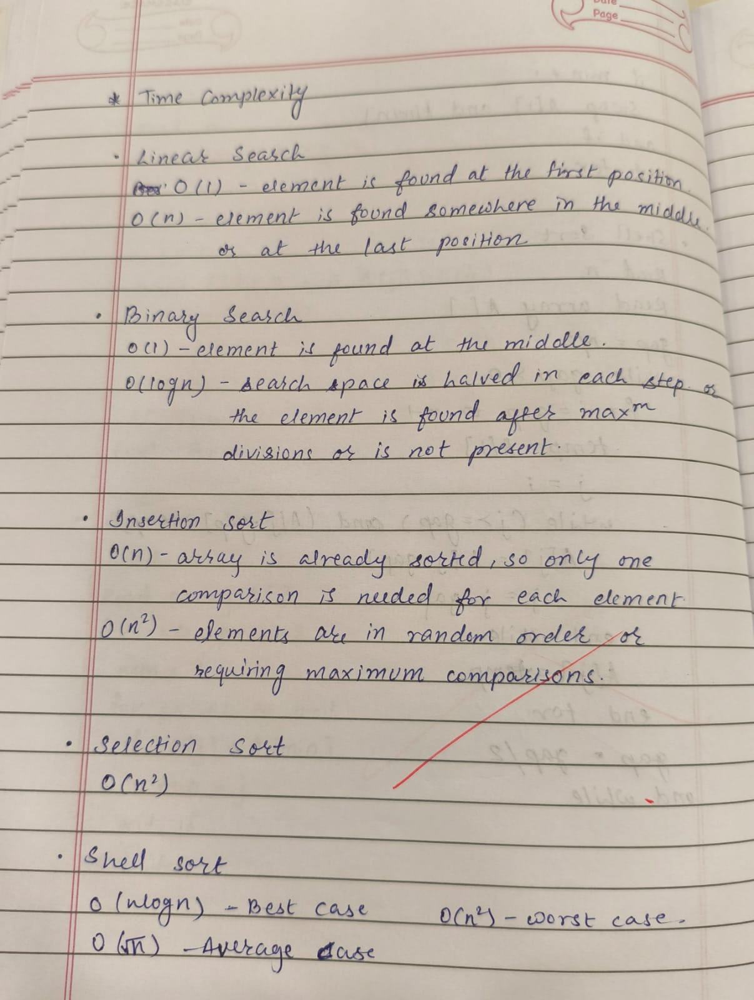 Date
Page
* Time Complexity
• Linear Search
O(1) - element is found at the first position.
O(n) - element is found somewhere in the middle.
or at the last position
• Binary Search
O(1) - element is found at the middle.
O(logn) - search space is halved in each step. or
the element is found after maxᵐ
divisions or is not present.
• Insertion sort
O(n) - array is already sorted, so only one
comparison is needed for each element.
O(n²) - elements are in random order or
requiring maximum comparisons.
• Selection Sort
O(n²)
• Shell sort
O(nlogn) - Best case O(n²) - worst case.
O(√n) - Average case